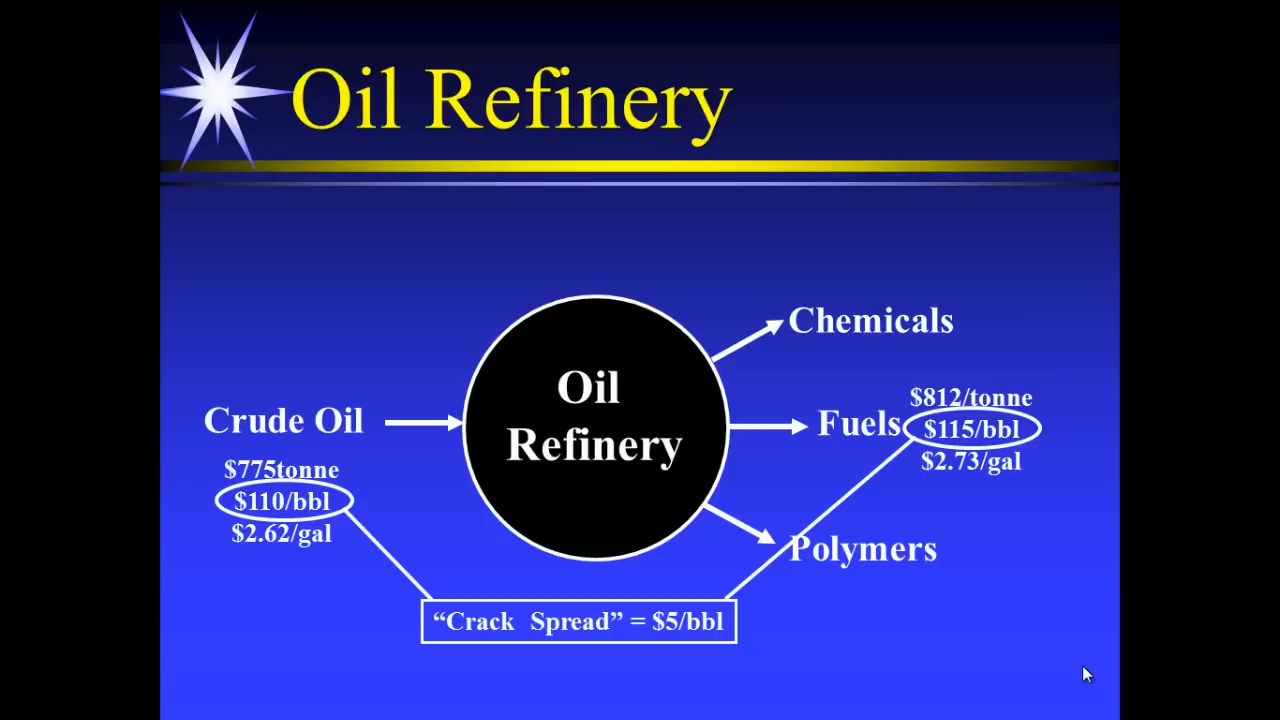 Oil Refinery
Chemicals
Oil
Refinery
Crude Oil
$775tonne
$110/bbl
$2.62/gal
Fuels
$812/tonne
$115/bbl
$2.73/gal
Polymers
“Crack Spread” = $5/bbl